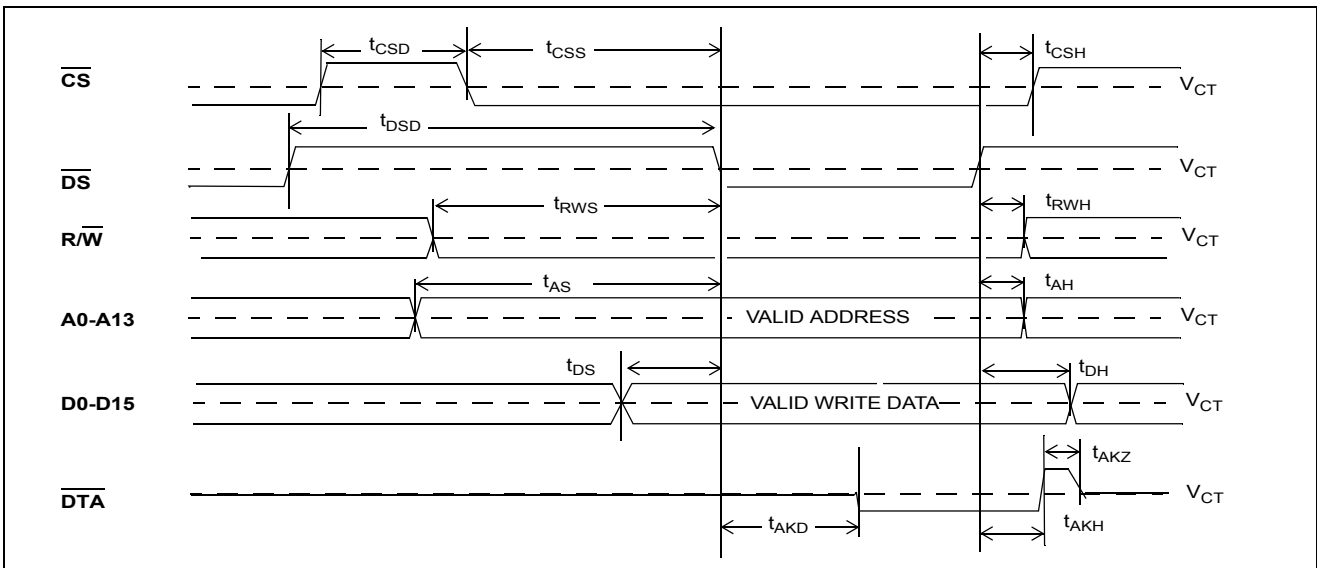 tCSD
tCSS
tCSH
CS
VCT
tDSD
DS
VCT
tRWS
tRWH
R/W
VCT
tAS
tAH
A0-A13
VALID ADDRESS
VCT
tDS
tDH
D0-D15
VALID WRITE DATA
VCT
tAKZ
DTA
VCT
tAKD
tAKH